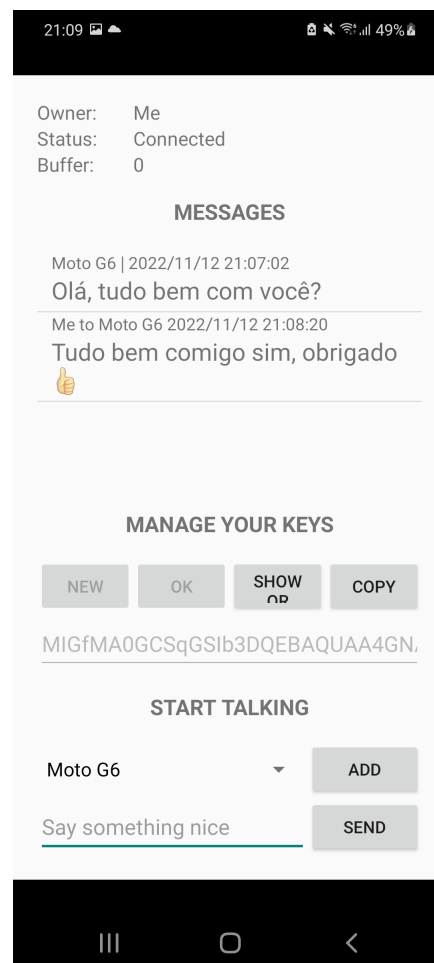 21:09 49%
Owner: Me
Status: Connected
Buffer: 0
MESSAGES
Moto G6 | 2022/11/12 21:07:02
Olá, tudo bem com você?
Me to Moto G6 2022/11/12 21:08:20
Tudo bem comigo sim, obrigado
👍🏻
MANAGE YOUR KEYS
NEW OK SHOW COPY
QR
MIGfMA0GCSqGSIb3DQEBAQUAA4GN
START TALKING
Moto G6 ADD
Say something nice SEND